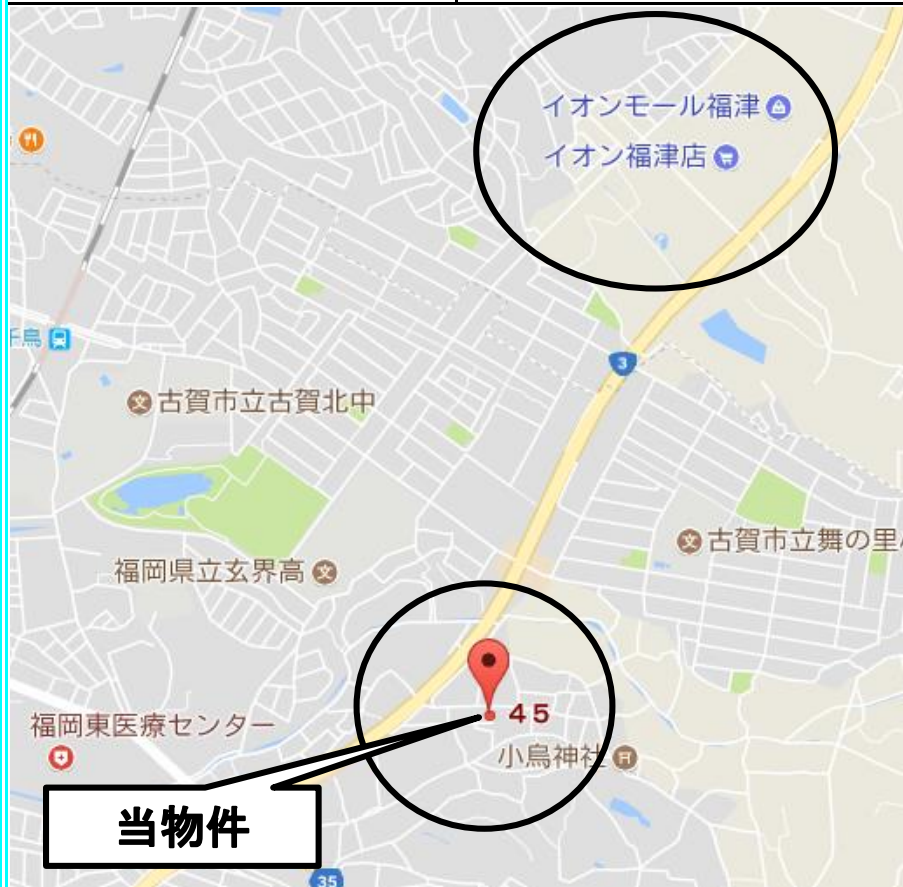 イオンモール福津
イオン福津店
千鳥
3
古賀市立古賀北中
古賀市立舞の里
福岡県立玄界高
45
福岡東医療センター
小烏神社
当物件
35